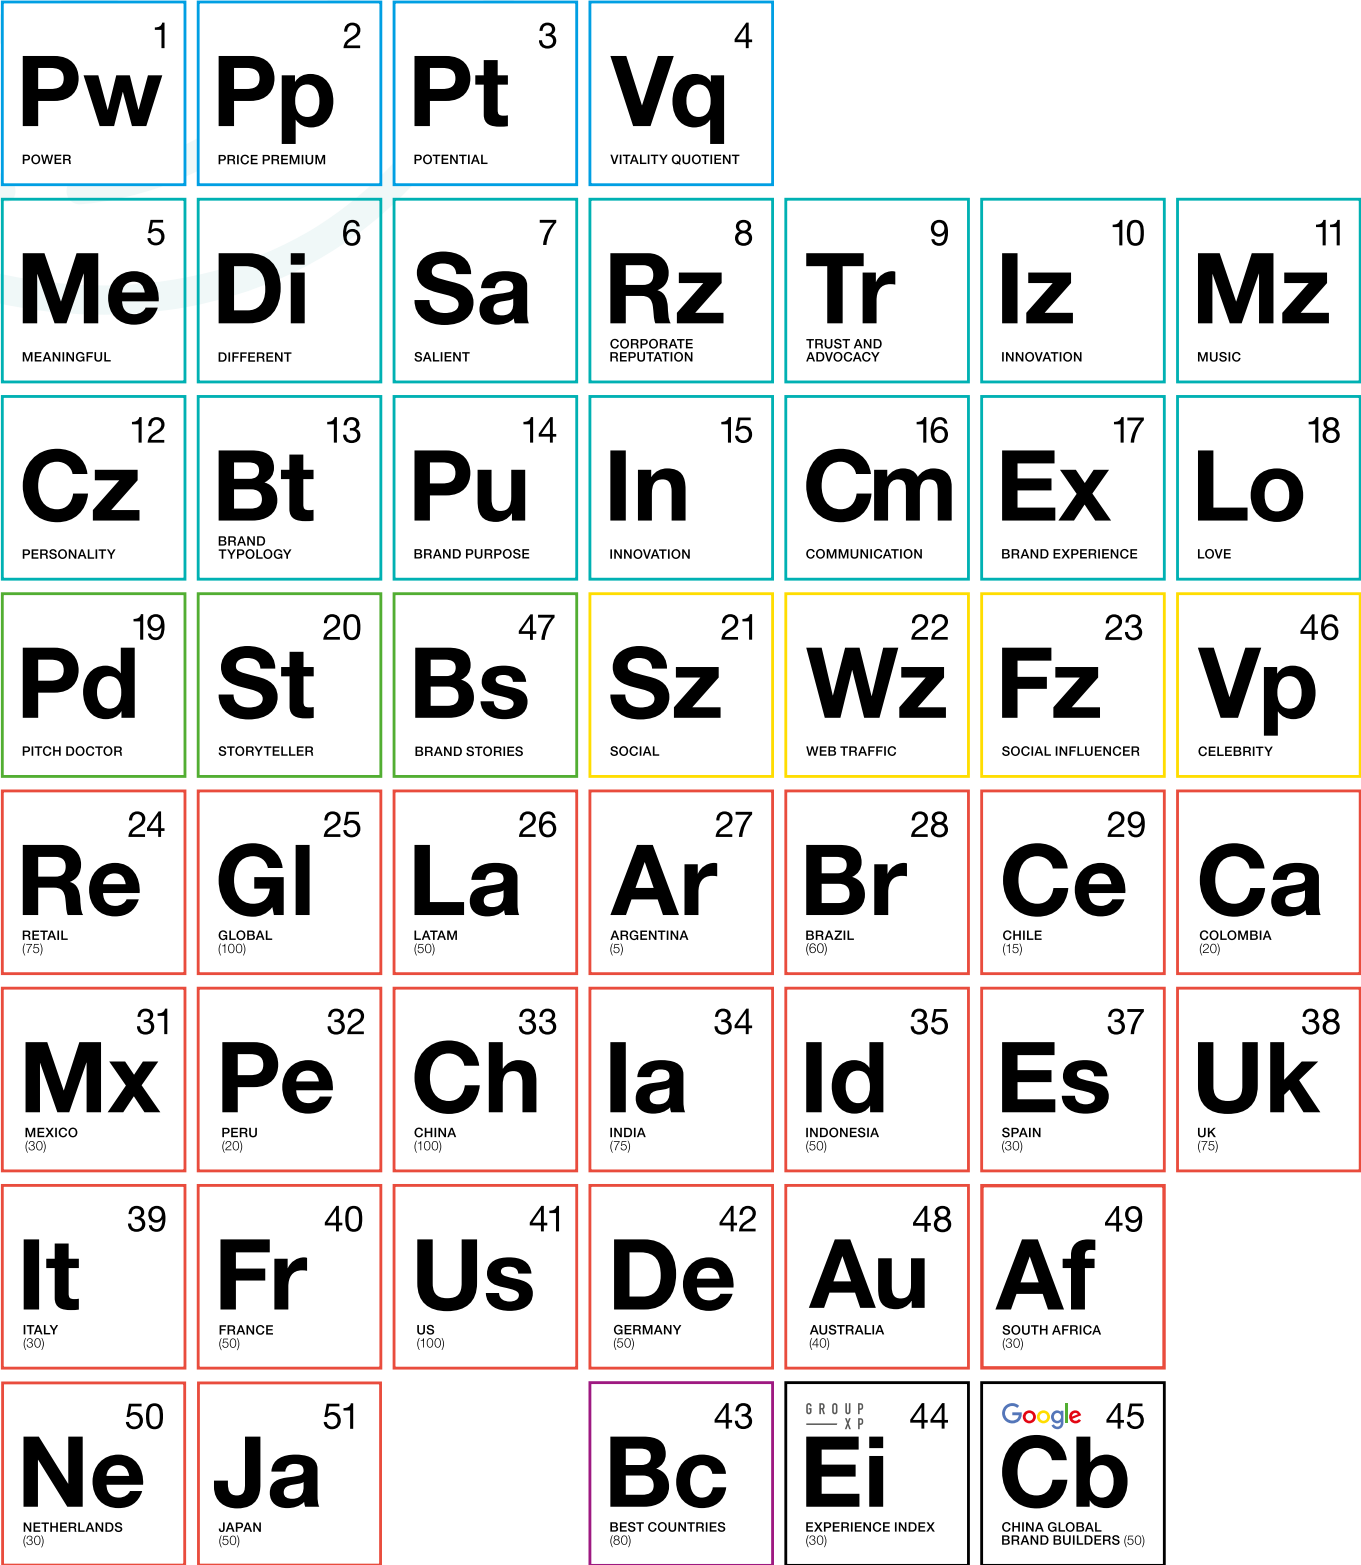 1
Pw
POWER
2
Pp
PRICE PREMIUM
3
Pt
POTENTIAL
4
Vq
VITALITY QUOTIENT
5
Me
MEANINGFUL
6
Di
DIFFERENT
7
Sa
SALIENT
8
Rz
CORPORATE
REPUTATION
9
Tr
TRUST AND
ADVOCACY
10
Iz
INNOVATION
11
Mz
MUSIC
12
Cz
PERSONALITY
13
Bt
BRAND
TYPOLOGY
14
Pu
BRAND PURPOSE
15
In
INNOVATION
16
Cm
COMMUNICATION
17
Ex
BRAND EXPERIENCE
18
Lo
LOVE
19
Pd
PITCH DOCTOR
20
St
STORYTELLER
47
Bs
BRAND STORIES
21
Sz
SOCIAL
22
Wz
WEB TRAFFIC
23
Fz
SOCIAL INFLUENCER
46
Vp
CELEBRITY
24
Re
RETAIL
(75)
25
Gl
GLOBAL
(100)
26
La
LATAM
(50)
27
Ar
ARGENTINA
(5)
28
Br
BRAZIL
(60)
29
Ce
CHILE
(15)
Ca
COLOMBIA
(20)
31
Mx
MEXICO
(30)
32
Pe
PERU
(20)
33
Ch
CHINA
(100)
34
Ia
INDIA
(75)
35
Id
INDONESIA
(50)
37
Es
SPAIN
(30)
38
Uk
UK
(75)
39
It
ITALY
(30)
40
Fr
FRANCE
(50)
41
Us
US
(100)
42
De
GERMANY
(50)
48
Au
AUSTRALIA
(40)
49
Af
SOUTH AFRICA
(30)
50
Ne
NETHERLANDS
(30)
51
Ja
JAPAN
(50)
43
Bc
BEST COUNTRIES
(80)
GROUP
XP
44
Ei
EXPERIENCE INDEX
(30)
Google 45
Cb
CHINA GLOBAL
BRAND BUILDERS (50)